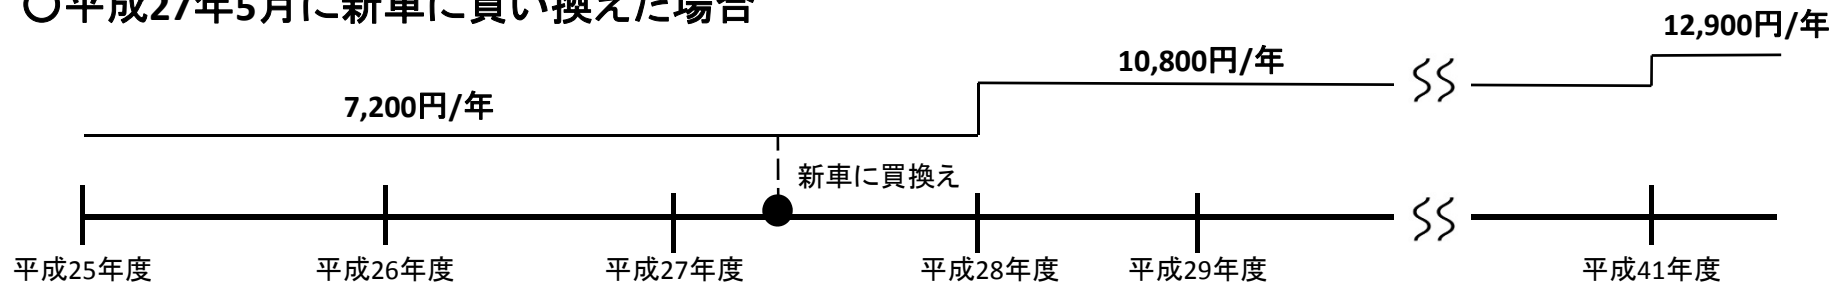 〇平成27年5月に新車に買い換えた場合
12,900円/年
10,800円/年
7,200円/年
新車に買換え
平成25年度
平成26年度
平成27年度
平成28年度
平成29年度
平成41年度